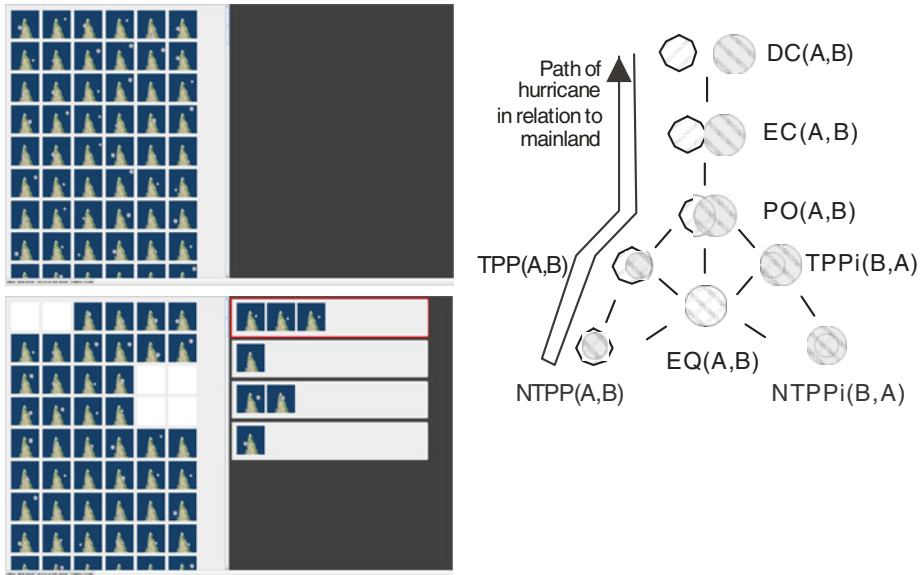 Path of
hurricane
in relation to
mainland
DC(A,B)
EC(A,B)
PO(A,B)
TPP(A,B)
TPPi(B,A)
EQ(A,B)
NTPP(A,B)
NTPPi(B,A)